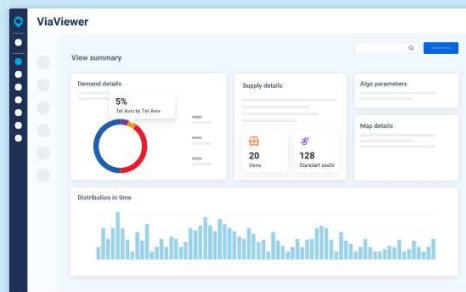 ViaViewer
View summary
Demand details
5%
Tel Aviv to Tel Aviv
Supply details
20
Vans
128
Standart seats
Algo parameters
Map details
Distribution in time